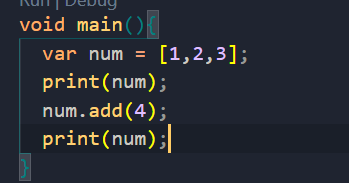 Run | Debug
void main(){
  var num = [1,2,3];
  print(num);
  num.add(4);
  print(num);
}